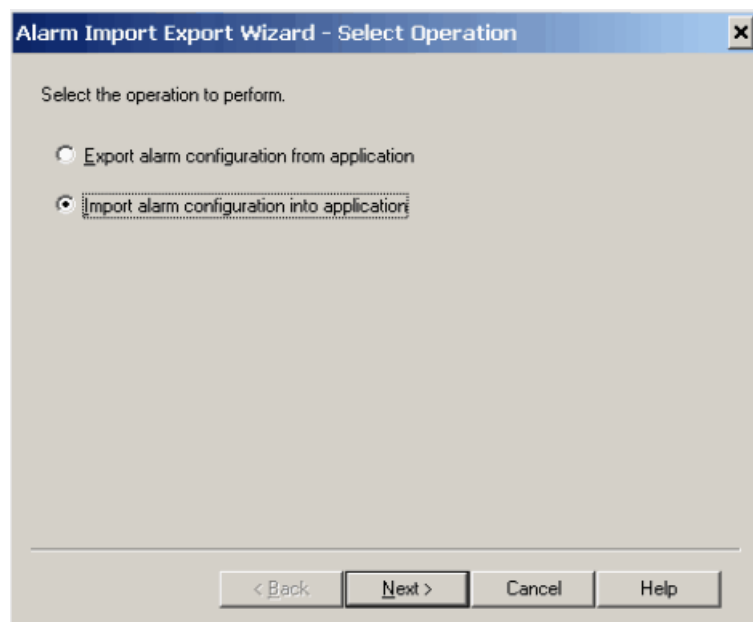 Alarm Import Export Wizard - Select Operation
Select the operation to perform.
Export alarm configuration from application
Import alarm configuration into application
< Back Next > Cancel Help